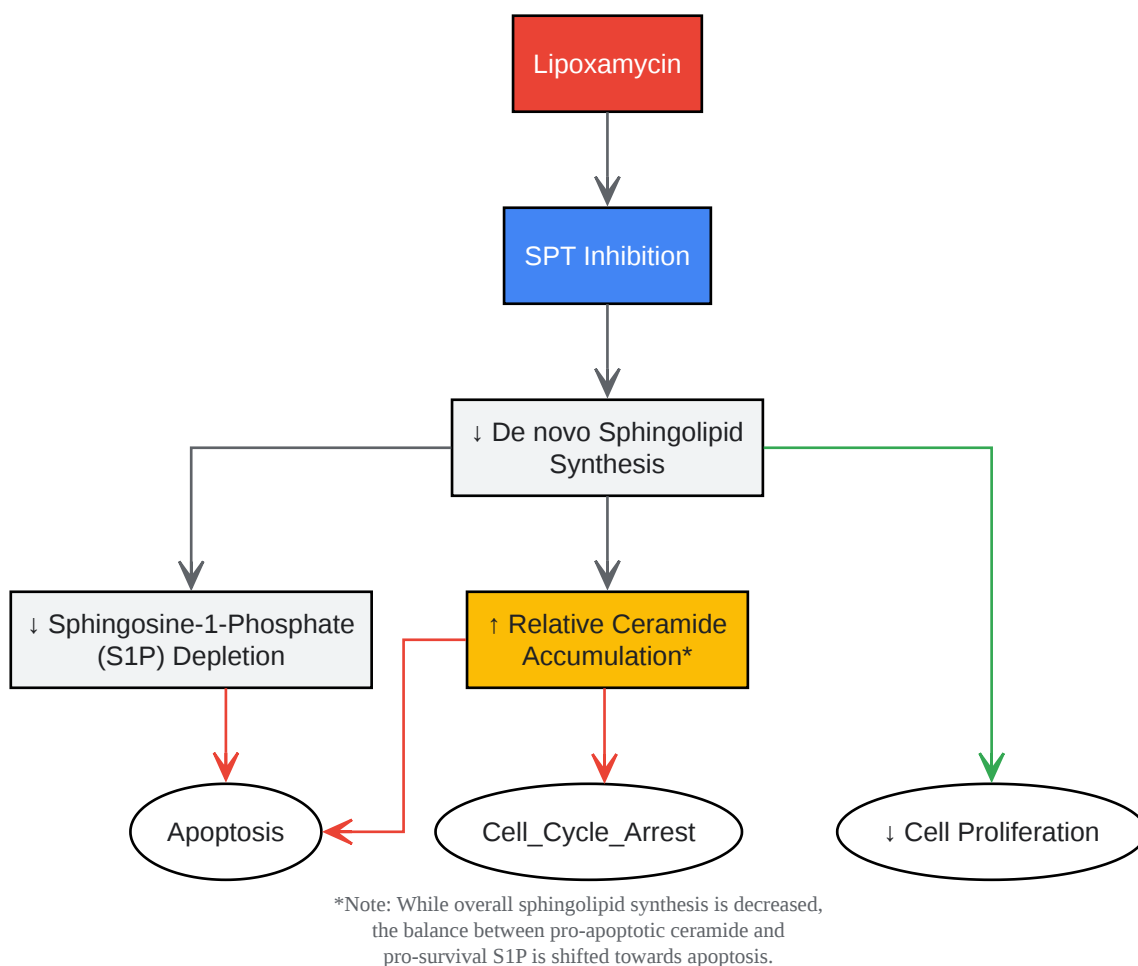 Lipoxamycin
SPT Inhibition
↓ De novo Sphingolipid
Synthesis
↓ Sphingosine-1-Phosphate
(S1P) Depletion
↑ Relative Ceramide
Accumulation*
Apoptosis
Cell_Cycle_Arrest
↓ Cell Proliferation
*Note: While overall sphingolipid synthesis is decreased,
the balance between pro-apoptotic ceramide and
pro-survival S1P is shifted towards apoptosis.